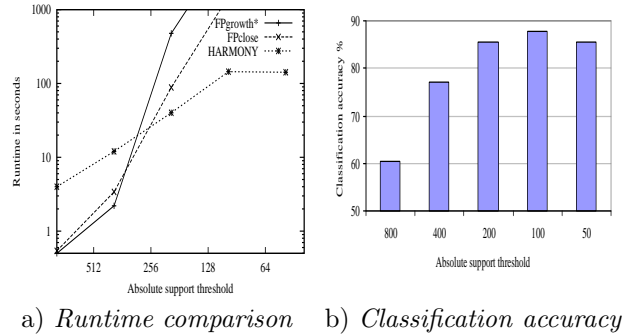 1000
100
10
1
Runtime in seconds
FPgrowth*
FPclose
HARMONY
512
256
128
64
Absolute support threshold
a) Runtime comparison
100
90
80
70
60
50
Classification accuracy %
800
400
200
100
50
Absolute support threshold
b) Classification accuracy